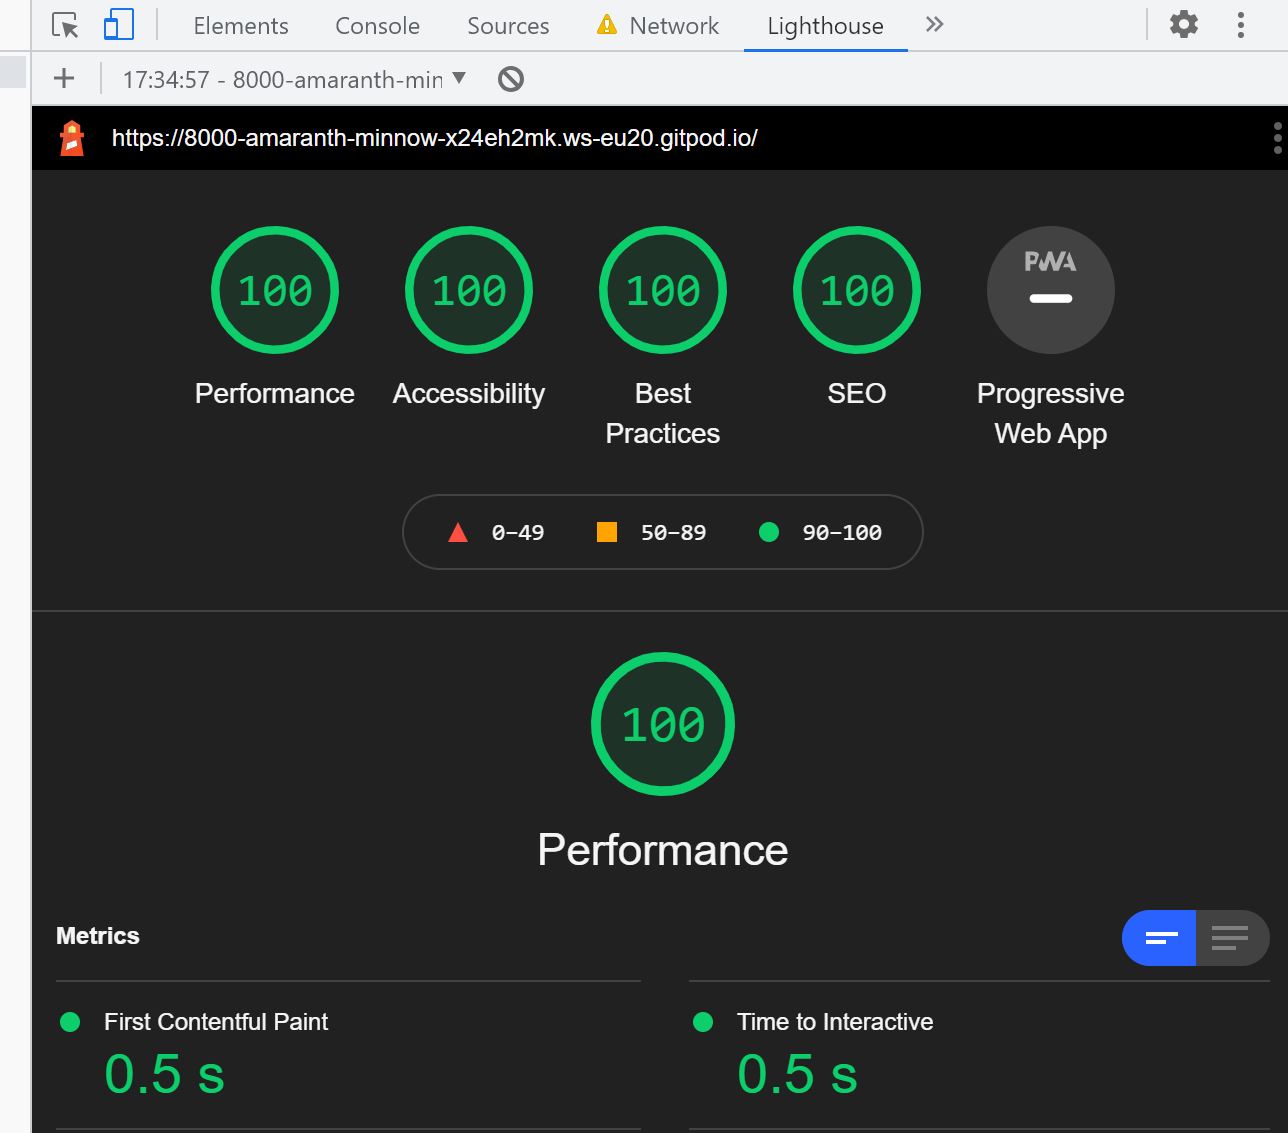 Elements Console Sources Network Lighthouse
17:34:57 - 8000-amaranth-min
https://8000-amaranth-minnow-x24eh2mk.ws-eu20.gitpod.io/
100 100 100 100 PWA
Performance Accessibility Best Practices SEO Progressive Web App
0–49 50–89 90–100
100
Performance
Metrics
First Contentful Paint Time to Interactive
0.5 s 0.5 s